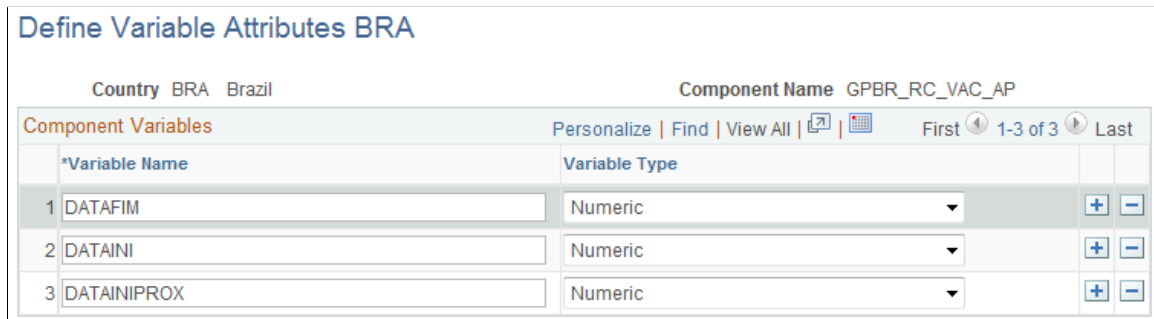 Define Variable Attributes BRA
Country BRA Brazil Component Name GPBR_RC_VAC_AP
Component Variables Personalize | Find | View All | | First 1-3 of 3 Last
*Variable Name Variable Type
1 DATAFIM Numeric
2 DATAINI Numeric
3 DATAINIPROX Numeric